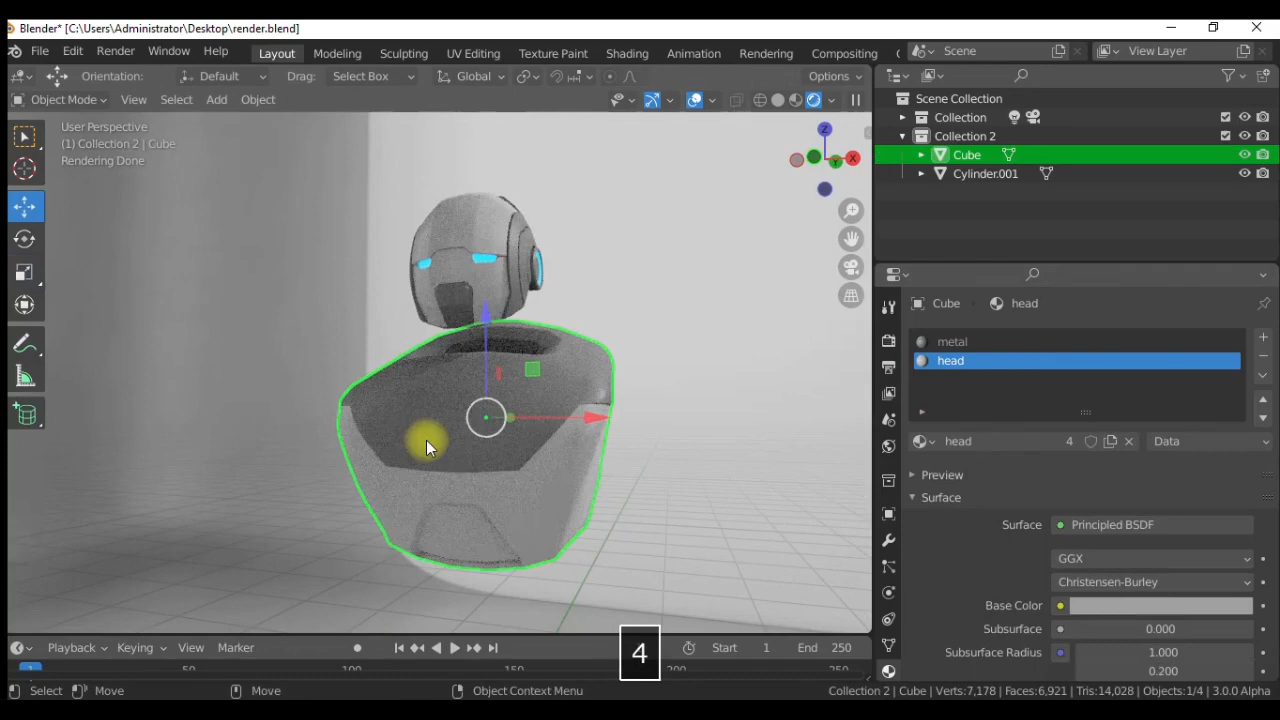 Blender* [C:\Users\Administrator\Desktop\render.blend]
File Edit Render Window Help Layout Modeling Sculpting UV Editing Texture Paint Shading Animation Rendering Compositing Scene View Layer
Orientation: Default Drag: Select Box Global Options
Object Mode View Select Add Object
User Perspective
(1) Collection 2 | Cube
Rendering Done
Z
X
Y
Scene Collection
Collection
Collection 2
Cube
Cylinder.001
Cube head
metal
head
head 4 Data
Preview
Surface
Surface Principled BSDF
GGX
Christensen-Burley
Base Color
Subsurface 0.000
Subsurface Radius 1.000
0.200
4
Playback Keying View Marker Start 1 End 250
1 50 100 150 200 250
Select Move Move Object Context Menu Collection 2 | Cube | Verts:7,178 | Faces:6,921 | Tris:14,028 | Objects:1/4 | 3.0.0 Alpha